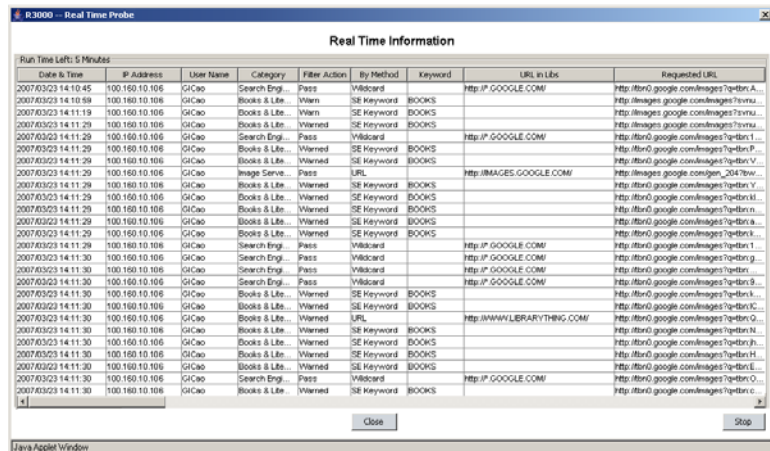 R3000 -- Real Time Probe
Real Time Information
Run Time Left: 5 Minutes
Date & Time IP Address User Name Category Filter Action By Method Keyword URL in Libs Requested URL
2007/03/23 14:10:45 100.160.10.106 GICao Search Engi... Pass Wildcard http://*.GOOGLE.COM/ http://tbn0.google.com/images?q=tbn:A...
2007/03/23 14:10:59 100.160.10.106 GICao Books & Lite... Warn SE Keyword BOOKS http://images.google.com/images?svnu...
2007/03/23 14:11:19 100.160.10.106 GICao Books & Lite... Warn SE Keyword BOOKS http://images.google.com/images?svnu...
2007/03/23 14:11:29 100.160.10.106 GICao Books & Lite... Warned SE Keyword BOOKS http://images.google.com/images?svnu...
2007/03/23 14:11:29 100.160.10.106 GICao Search Engi... Pass Wildcard http://*.GOOGLE.COM/ http://tbn0.google.com/images?q=tbn:1...
2007/03/23 14:11:29 100.160.10.106 GICao Books & Lite... Warned SE Keyword BOOKS http://tbn0.google.com/images?q=tbn:P...
2007/03/23 14:11:29 100.160.10.106 GICao Books & Lite... Warned SE Keyword BOOKS http://tbn0.google.com/images?q=tbn:V...
2007/03/23 14:11:29 100.160.10.106 GICao Image Serve... Pass URL http://IMAGES.GOOGLE.COM/ http://images.google.com/gen_204?bw...
2007/03/23 14:11:29 100.160.10.106 GICao Books & Lite... Warned SE Keyword BOOKS http://tbn0.google.com/images?q=tbn:Y...
2007/03/23 14:11:29 100.160.10.106 GICao Books & Lite... Warned SE Keyword BOOKS http://tbn0.google.com/images?q=tbn:kl...
2007/03/23 14:11:29 100.160.10.106 GICao Books & Lite... Warned SE Keyword BOOKS http://tbn0.google.com/images?q=tbn:n...
2007/03/23 14:11:29 100.160.10.106 GICao Books & Lite... Warned SE Keyword BOOKS http://tbn0.google.com/images?q=tbn:a...
2007/03/23 14:11:29 100.160.10.106 GICao Books & Lite... Warned SE Keyword BOOKS http://tbn0.google.com/images?q=tbn:k...
2007/03/23 14:11:29 100.160.10.106 GICao Search Engi... Pass Wildcard http://*.GOOGLE.COM/ http://tbn0.google.com/images?q=tbn:1...
2007/03/23 14:11:30 100.160.10.106 GICao Search Engi... Pass Wildcard http://*.GOOGLE.COM/ http://tbn0.google.com/images?q=tbn:g...
2007/03/23 14:11:30 100.160.10.106 GICao Search Engi... Pass Wildcard http://*.GOOGLE.COM/ http://tbn0.google.com/images?q=tbn:...
2007/03/23 14:11:30 100.160.10.106 GICao Search Engi... Pass Wildcard http://*.GOOGLE.COM/ http://tbn0.google.com/images?q=tbn:9...
2007/03/23 14:11:30 100.160.10.106 GICao Books & Lite... Warned SE Keyword BOOKS http://tbn0.google.com/images?q=tbn:k...
2007/03/23 14:11:30 100.160.10.106 GICao Books & Lite... Warned SE Keyword BOOKS http://tbn0.google.com/images?q=tbn:IC...
2007/03/23 14:11:30 100.160.10.106 GICao Books & Lite... Warned URL http://WWW.LIBRARYTHING.COM/ http://tbn0.google.com/images?q=tbn:Q...
2007/03/23 14:11:30 100.160.10.106 GICao Books & Lite... Warned SE Keyword BOOKS http://tbn0.google.com/images?q=tbn:N...
2007/03/23 14:11:30 100.160.10.106 GICao Books & Lite... Warned SE Keyword BOOKS http://tbn0.google.com/images?q=tbn:jh...
2007/03/23 14:11:30 100.160.10.106 GICao Books & Lite... Warned SE Keyword BOOKS http://tbn0.google.com/images?q=tbn:H...
2007/03/23 14:11:30 100.160.10.106 GICao Books & Lite... Warned SE Keyword BOOKS http://tbn0.google.com/images?q=tbn:E...
2007/03/23 14:11:30 100.160.10.106 GICao Search Engi... Pass Wildcard http://*.GOOGLE.COM/ http://tbn0.google.com/images?q=tbn:O...
2007/03/23 14:11:30 100.160.10.106 GICao Books & Lite... Warned SE Keyword BOOKS http://tbn0.google.com/images?q=tbn:c...
Close Stop
Java Applet Window